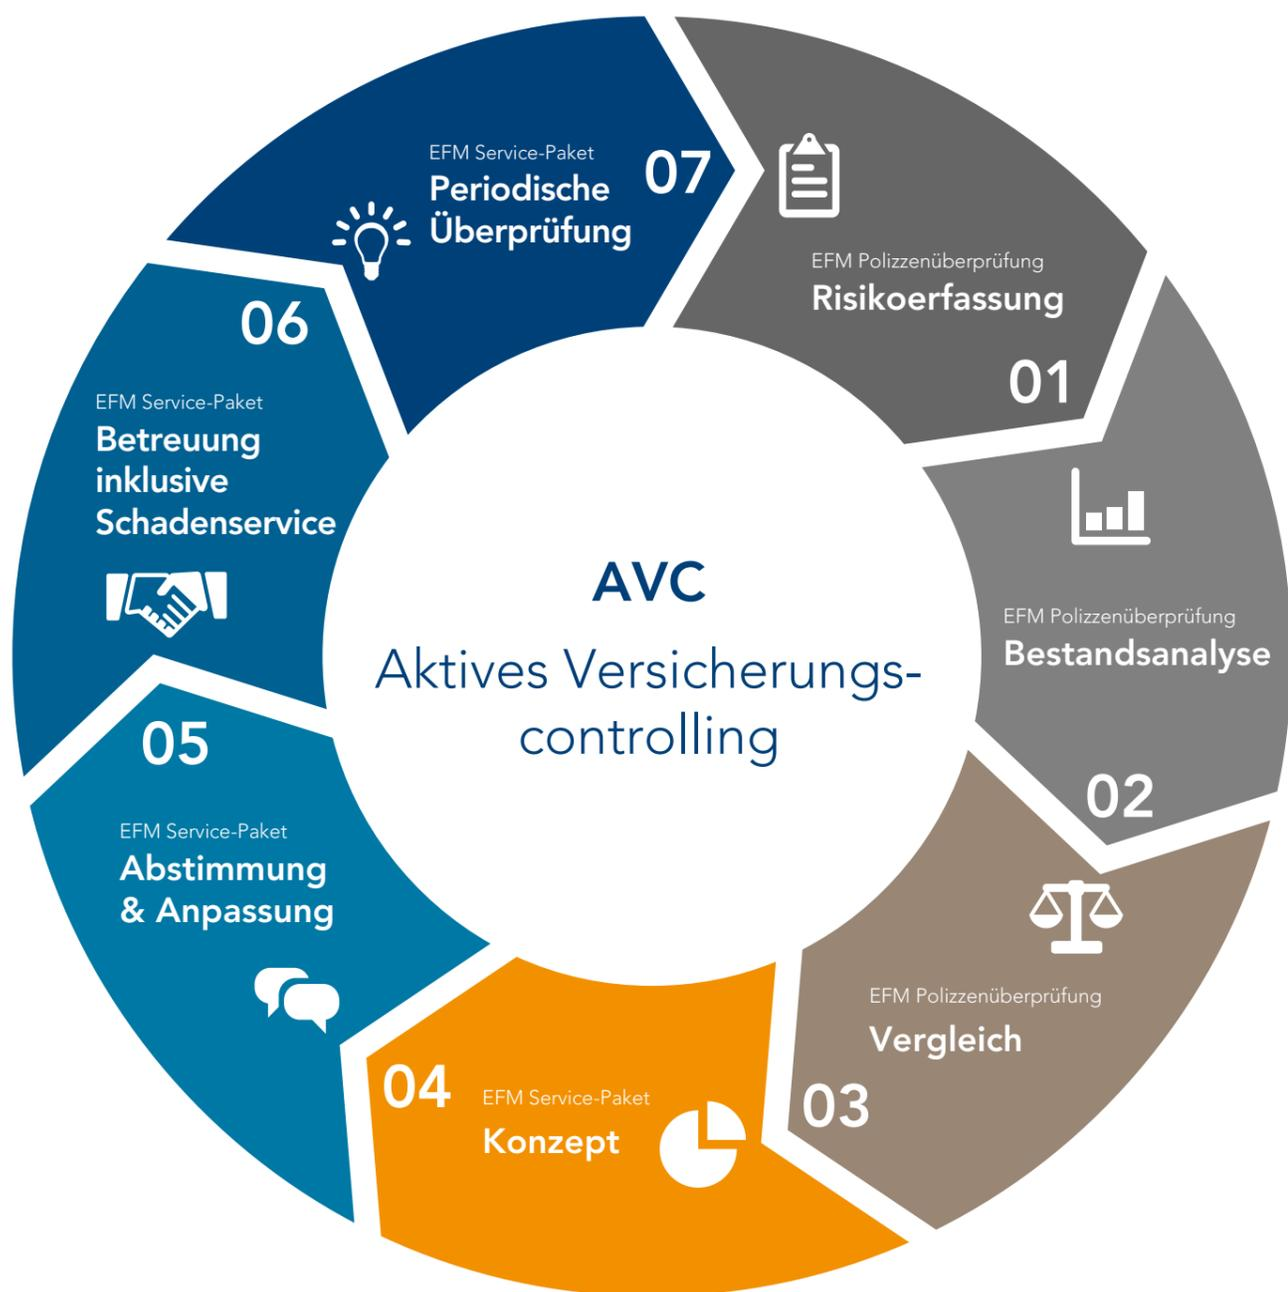 AVC
Aktives Versicherungs-
controlling
EFM Polizzenüberprüfung
Risikoerfassung
01
EFM Polizzenüberprüfung
Bestandsanalyse
02
EFM Polizzenüberprüfung
Vergleich
03
04
EFM Service-Paket
Konzept
05
EFM Service-Paket
Abstimmung
& Anpassung
06
EFM Service-Paket
Betreuung
inklusive
Schadenservice
EFM Service-Paket
Periodische
Überprüfung
07